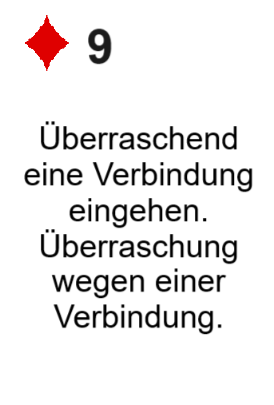 9
Überraschend
eine Verbindung
eingehen.
Überraschung
wegen einer
Verbindung.